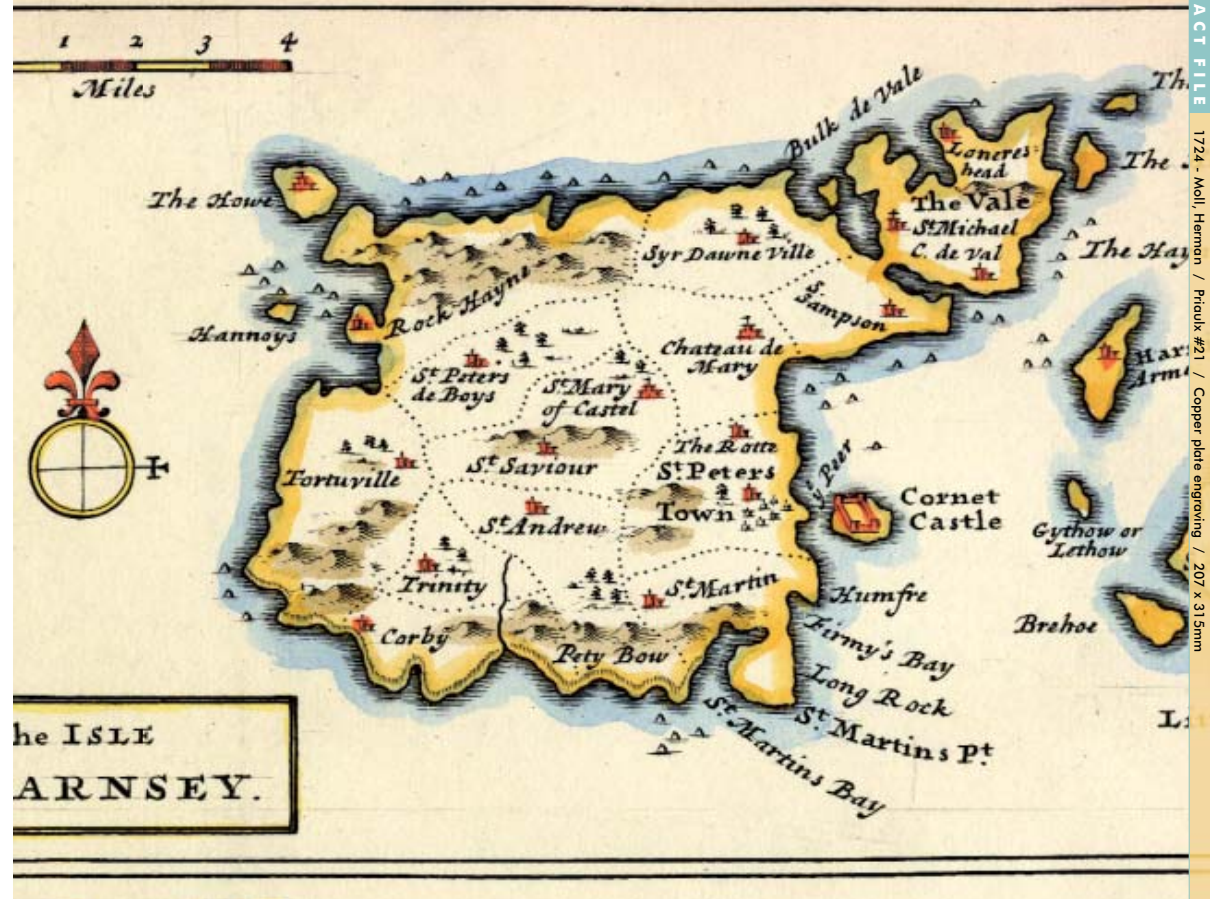 1 2 3 4
Miles
The Howe
Hannoys
Rock Hayne
Bulk de Vale
Loneres-
head
The Vale
St Michael
C. de Val
Syr Dawne Ville
S.
Sampson
Chateau de
Mary
St Peters
de Boys
St Mary
of Castel
Tortuville
St Saviour
The Rotte
St Peters
Town
St Andrew
Trinity
St Martin
Corby
Pety Bow
Peer
Cornet
Castle
Humfre
Firmy's Bay
Long Rock
St Martins Pt.
St Martins Bay
The
The
The Hay
Gythow or
Lethow
Brehoe
he ISLE
ARNSEY.
ACT FILE
1724 - Moll, Herman / Priaulx #21 / Copper plate engraving / 207 x 315mm